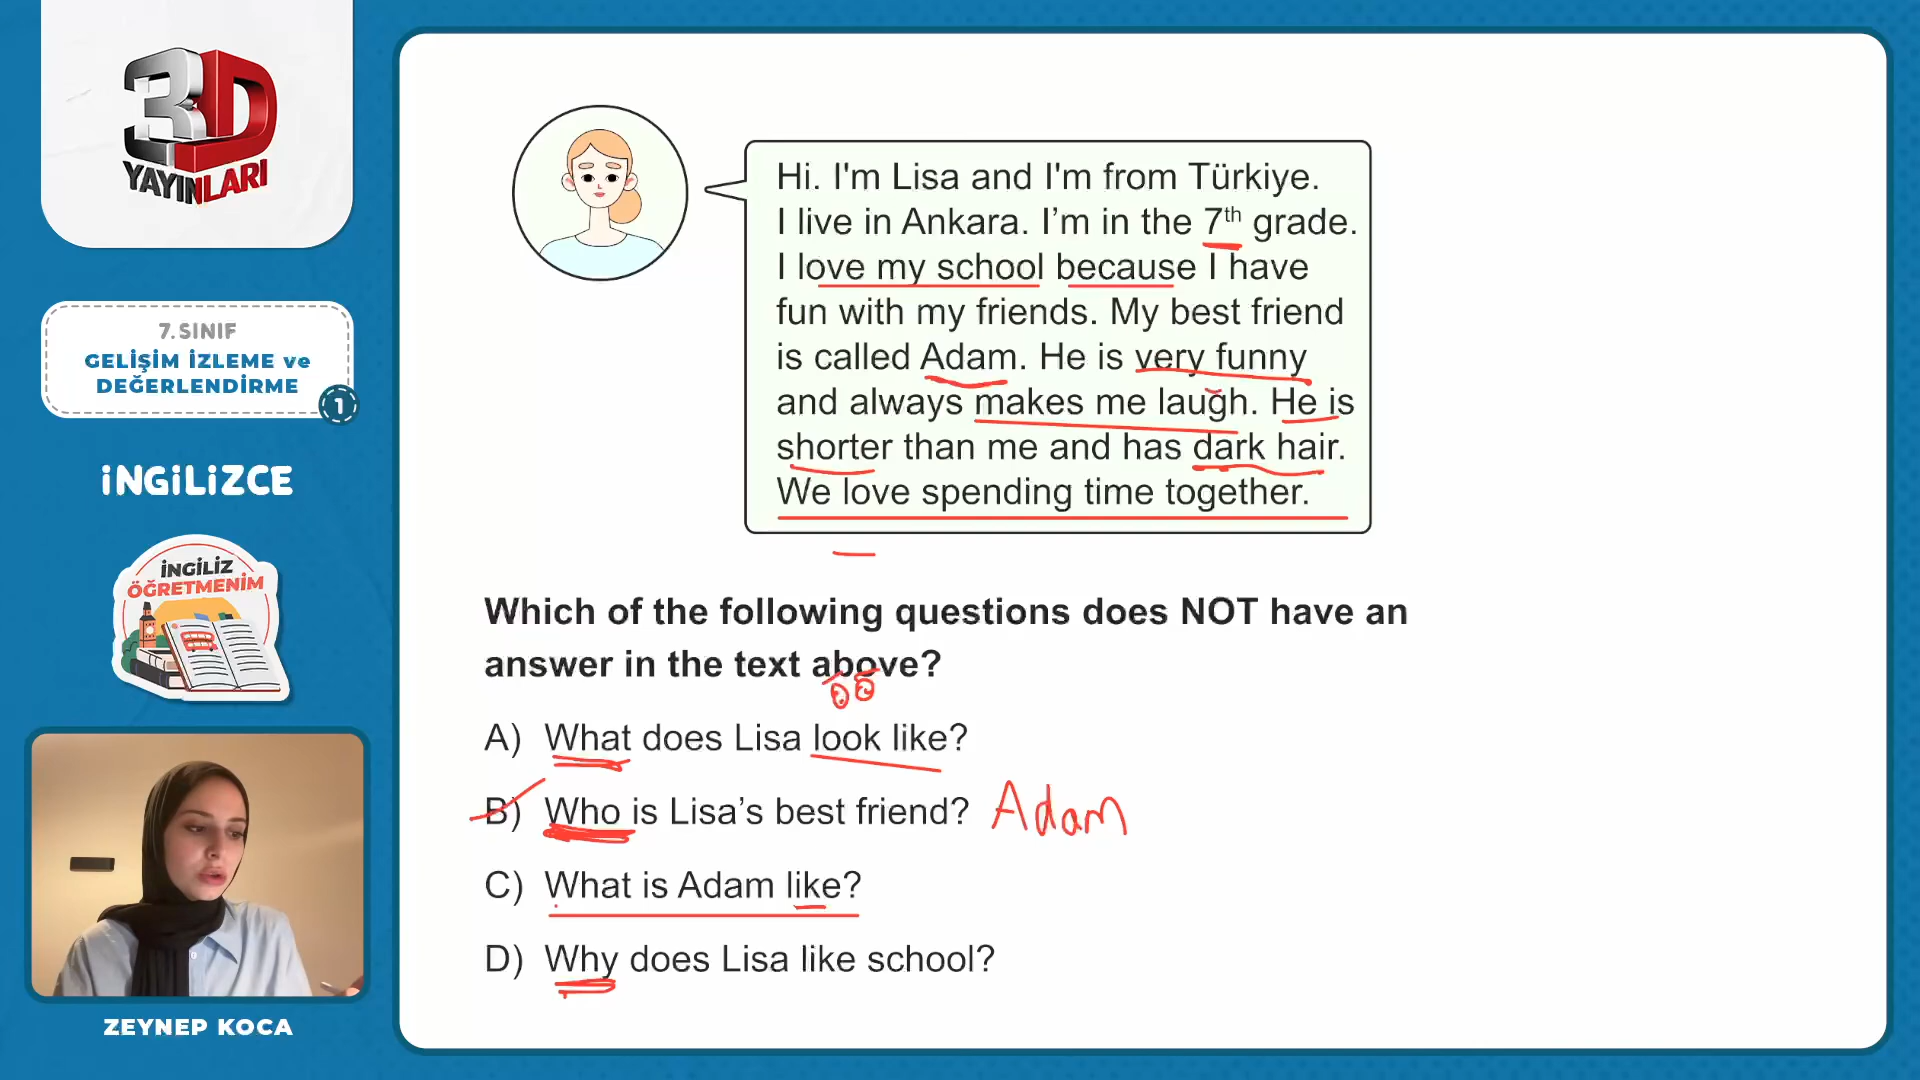 3D
YAYINLARI
7. SINIF
GELİŞİM İZLEME ve
DEĞERLENDİRME
1
İNGİLİZCE
İNGİLİZ
ÖĞRETMENİM
ZEYNEP KOCA
Hi. I'm Lisa and I'm from Türkiye.
I live in Ankara. I’m in the 7th grade.
I love my school because I have
fun with my friends. My best friend
is called Adam. He is very funny
and always makes me laugh. He is
shorter than me and has dark hair.
We love spending time together.
Which of the following questions does NOT have an
answer in the text above?
A) What does Lisa look like?
B) Who is Lisa’s best friend? Adam
C) What is Adam like?
D) Why does Lisa like school?